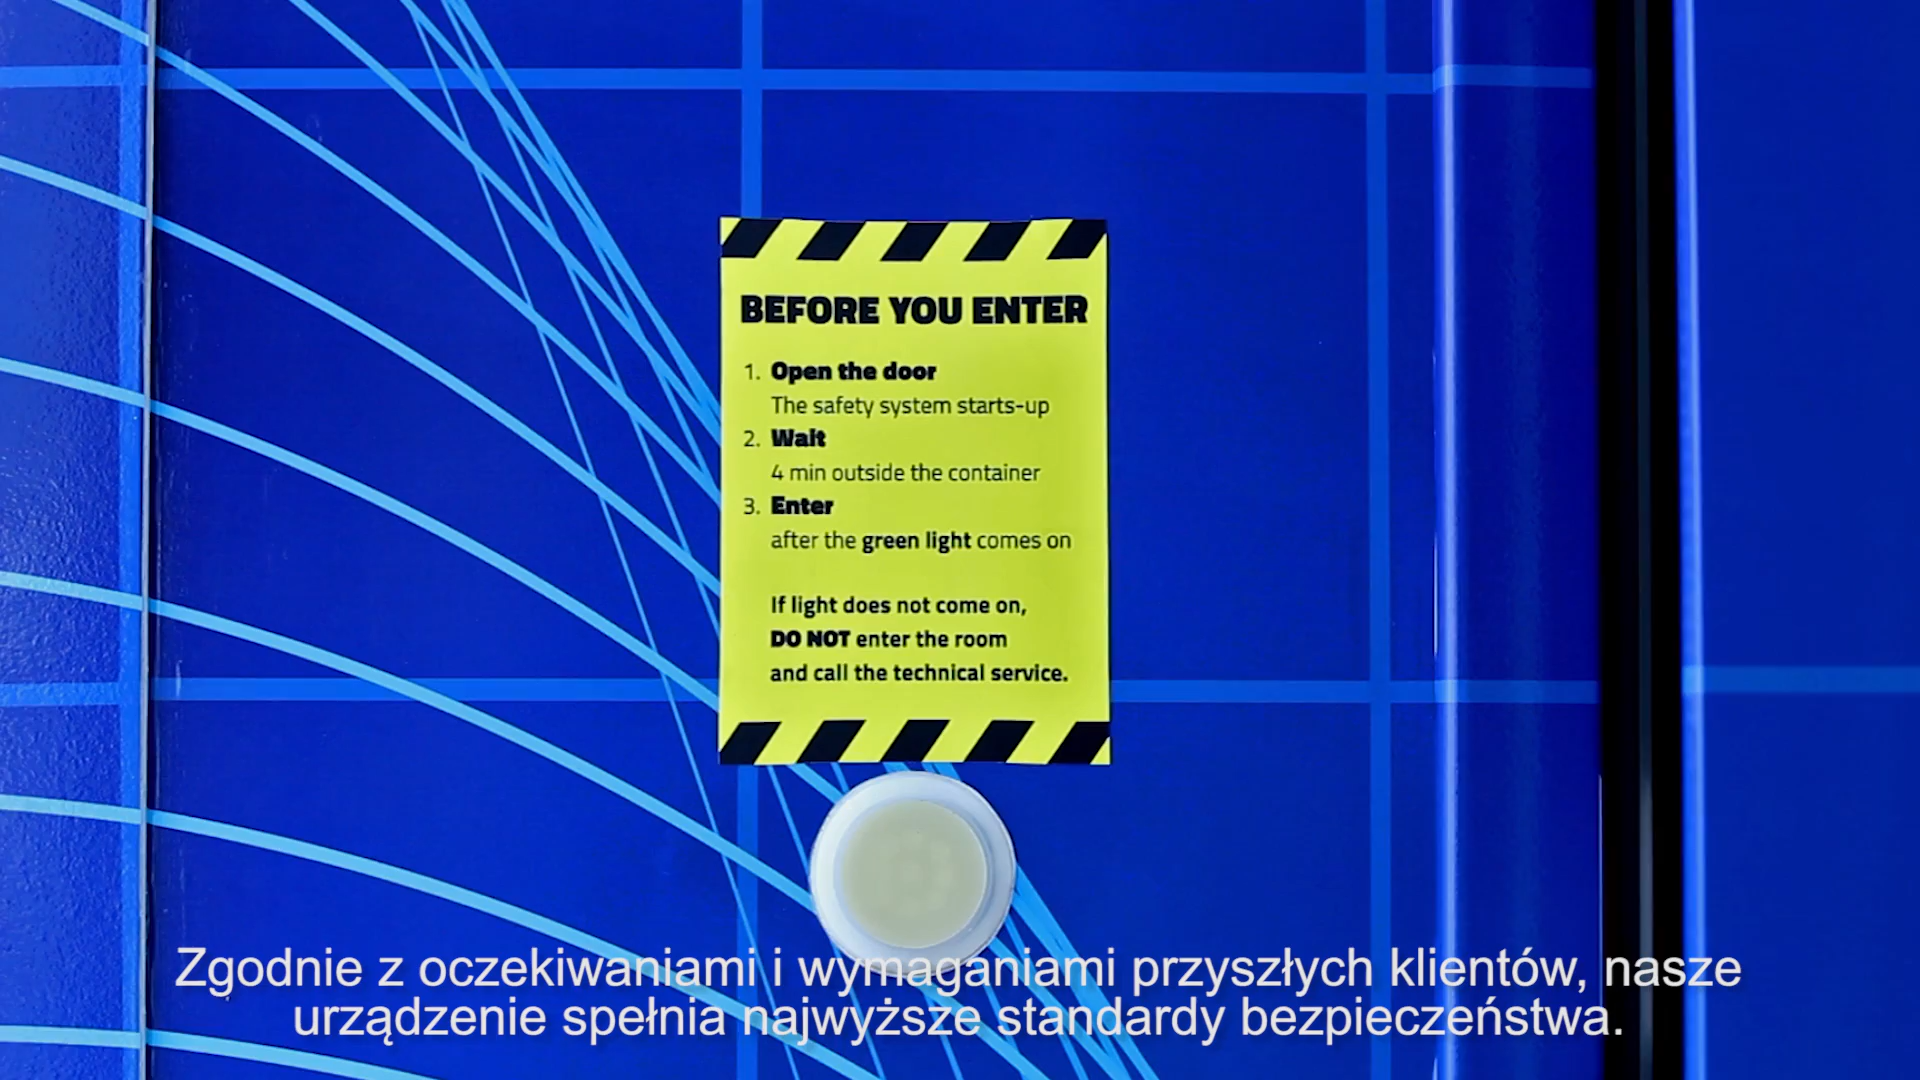 BEFORE YOU ENTER
1. Open the door
The safety system starts-up
2. Wait
4 min outside the container
3. Enter
after the green light comes on
If light does not come on,
DO NOT enter the room
and call the technical service.
Zgodnie z oczekiwaniami i wymaganiami przyszłych klientów, nasze
urządzenie spełnia najwyższe standardy bezpieczeństwa.